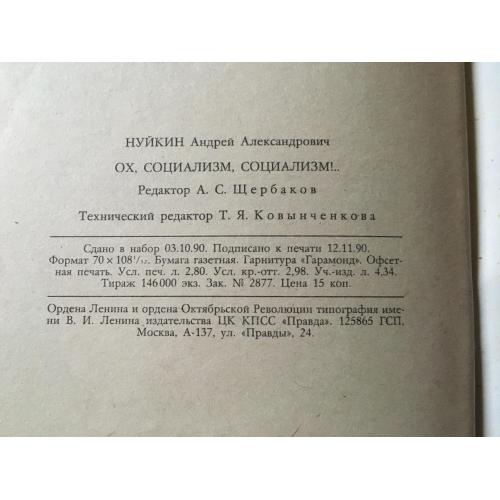 НУЙКИН Андрей Александрович
ОХ, СОЦИАЛИЗМ, СОЦИАЛИЗМ!..
Редактор А. С. Щербаков
Технический редактор Т. Я. Ковынченкова
Сдано в набор 03.10.90. Подписано к печати 12.11.90.
Формат 70 × 108¹/₃₂. Бумага газетная. Гарнитура «Гарамонд». Офсет-
ная печать. Усл. печ. л. 2,80. Усл. кр.-отт. 2,98. Уч.-изд. л. 4,34.
Тираж 146 000 экз. Зак. № 2877. Цена 15 коп.
Ордена Ленина и ордена Октябрьской Революции типография име-
ни В. И. Ленина издательства ЦК КПСС «Правда». 125865 ГСП,
Москва, А-137, ул. «Правды», 24.